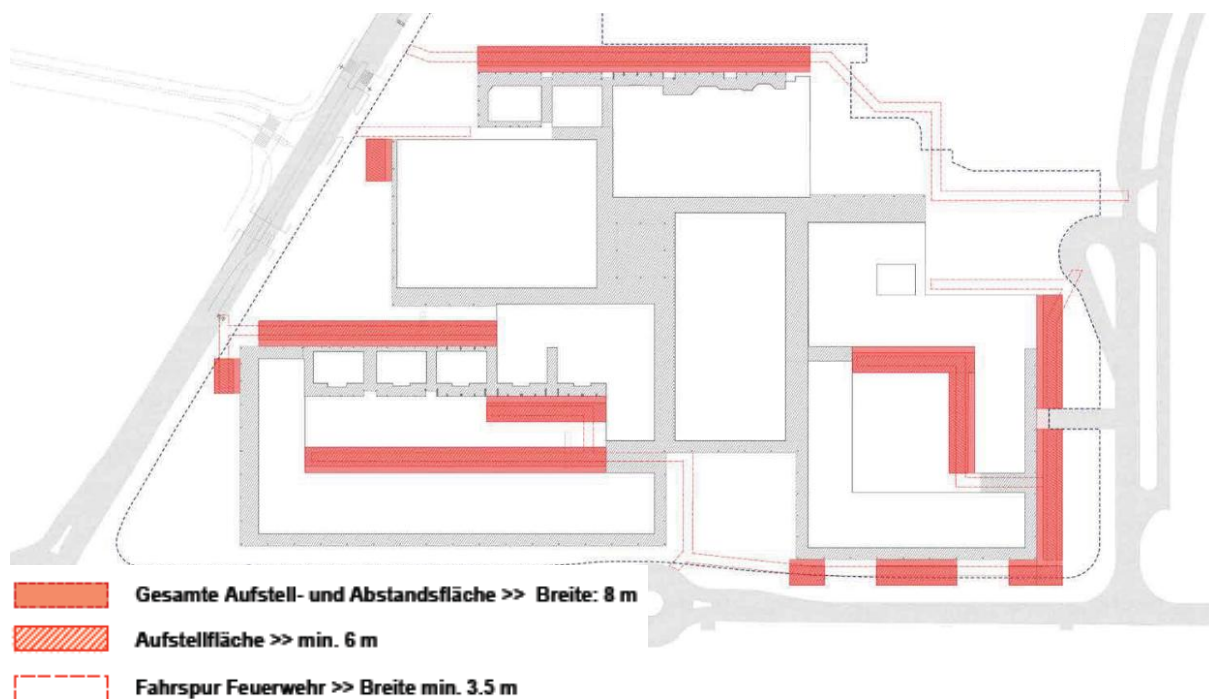 Gesamte Aufstell- und Abstandsfläche >> Breite: 8 m
Aufstellfläche >> min. 6 m
Fahrspur Feuerwehr >> Breite min. 3.5 m